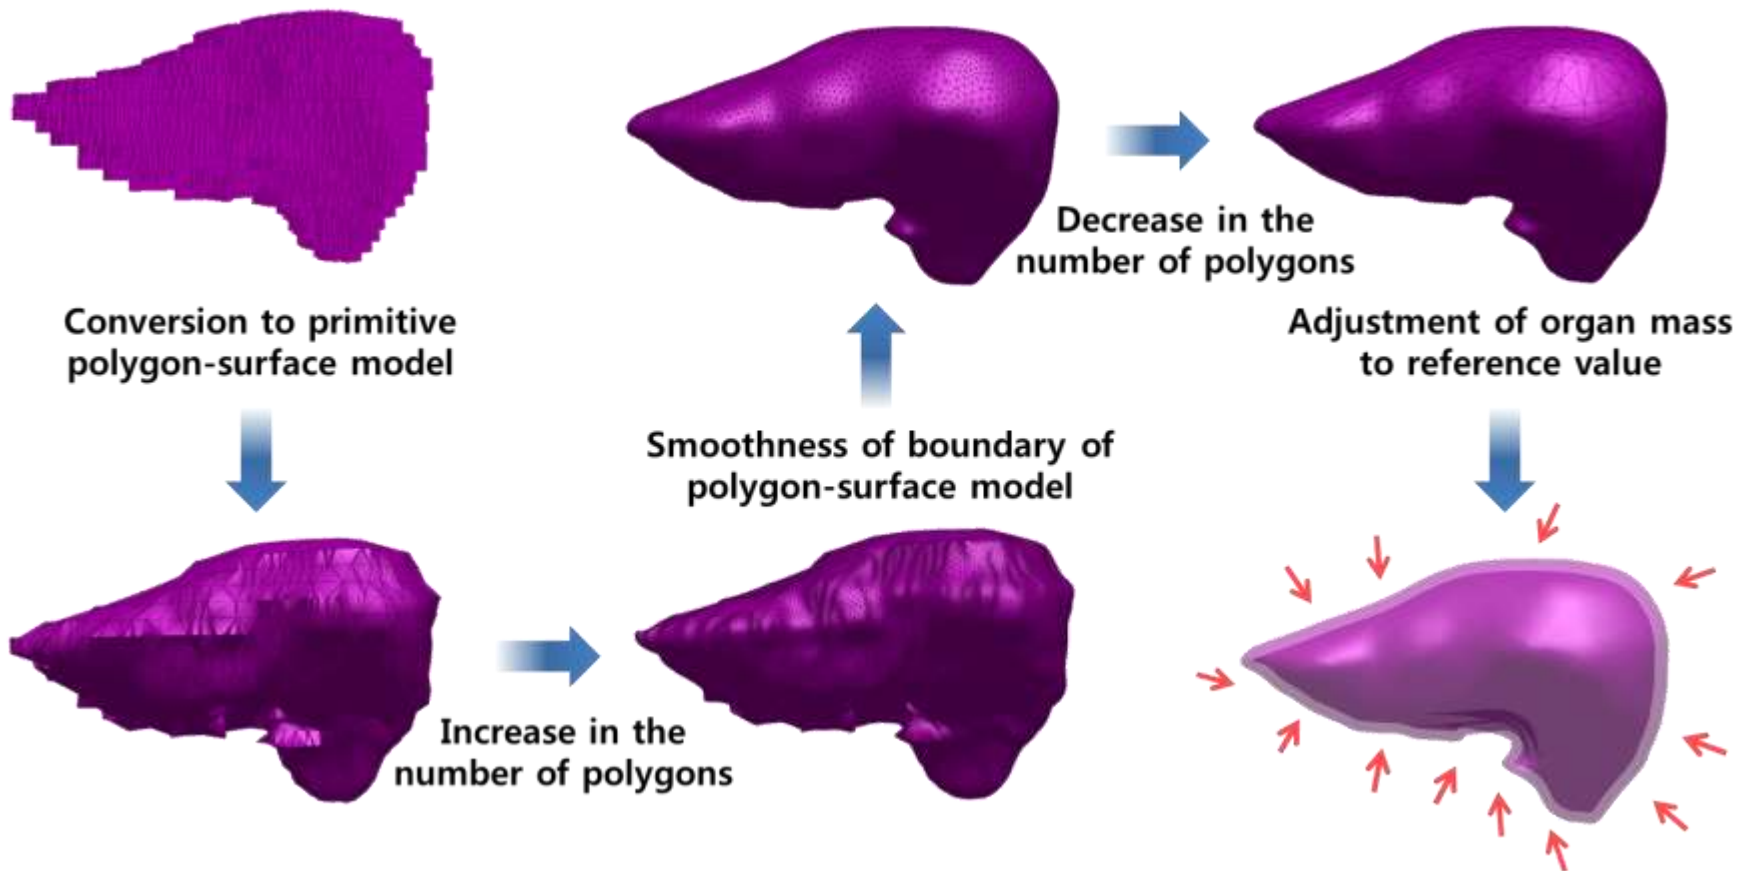 Conversion to primitive
polygon-surface model
Increase in the
number of polygons
Smoothness of boundary of
polygon-surface model
Decrease in the
number of polygons
Adjustment of organ mass
to reference value